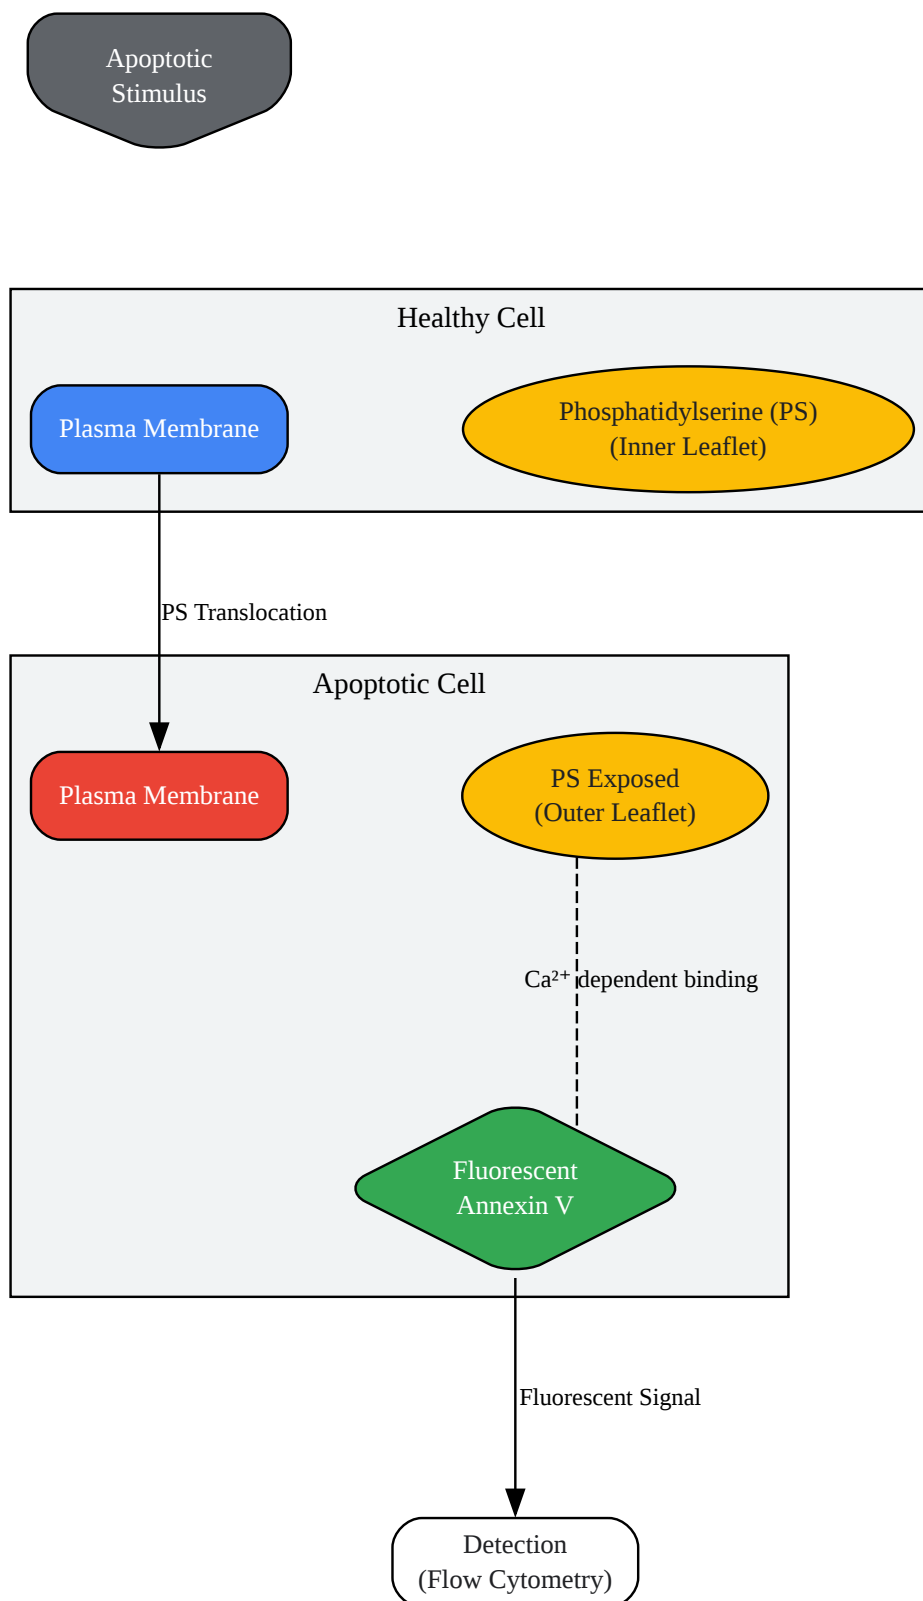 Apoptotic
Stimulus
Healthy Cell
Plasma Membrane
Phosphatidylserine (PS)
(Inner Leaflet)
PS Translocation
Apoptotic Cell
Plasma Membrane
PS Exposed
(Outer Leaflet)
Ca²⁺ dependent binding
Fluorescent
Annexin V
Fluorescent Signal
Detection
(Flow Cytometry)